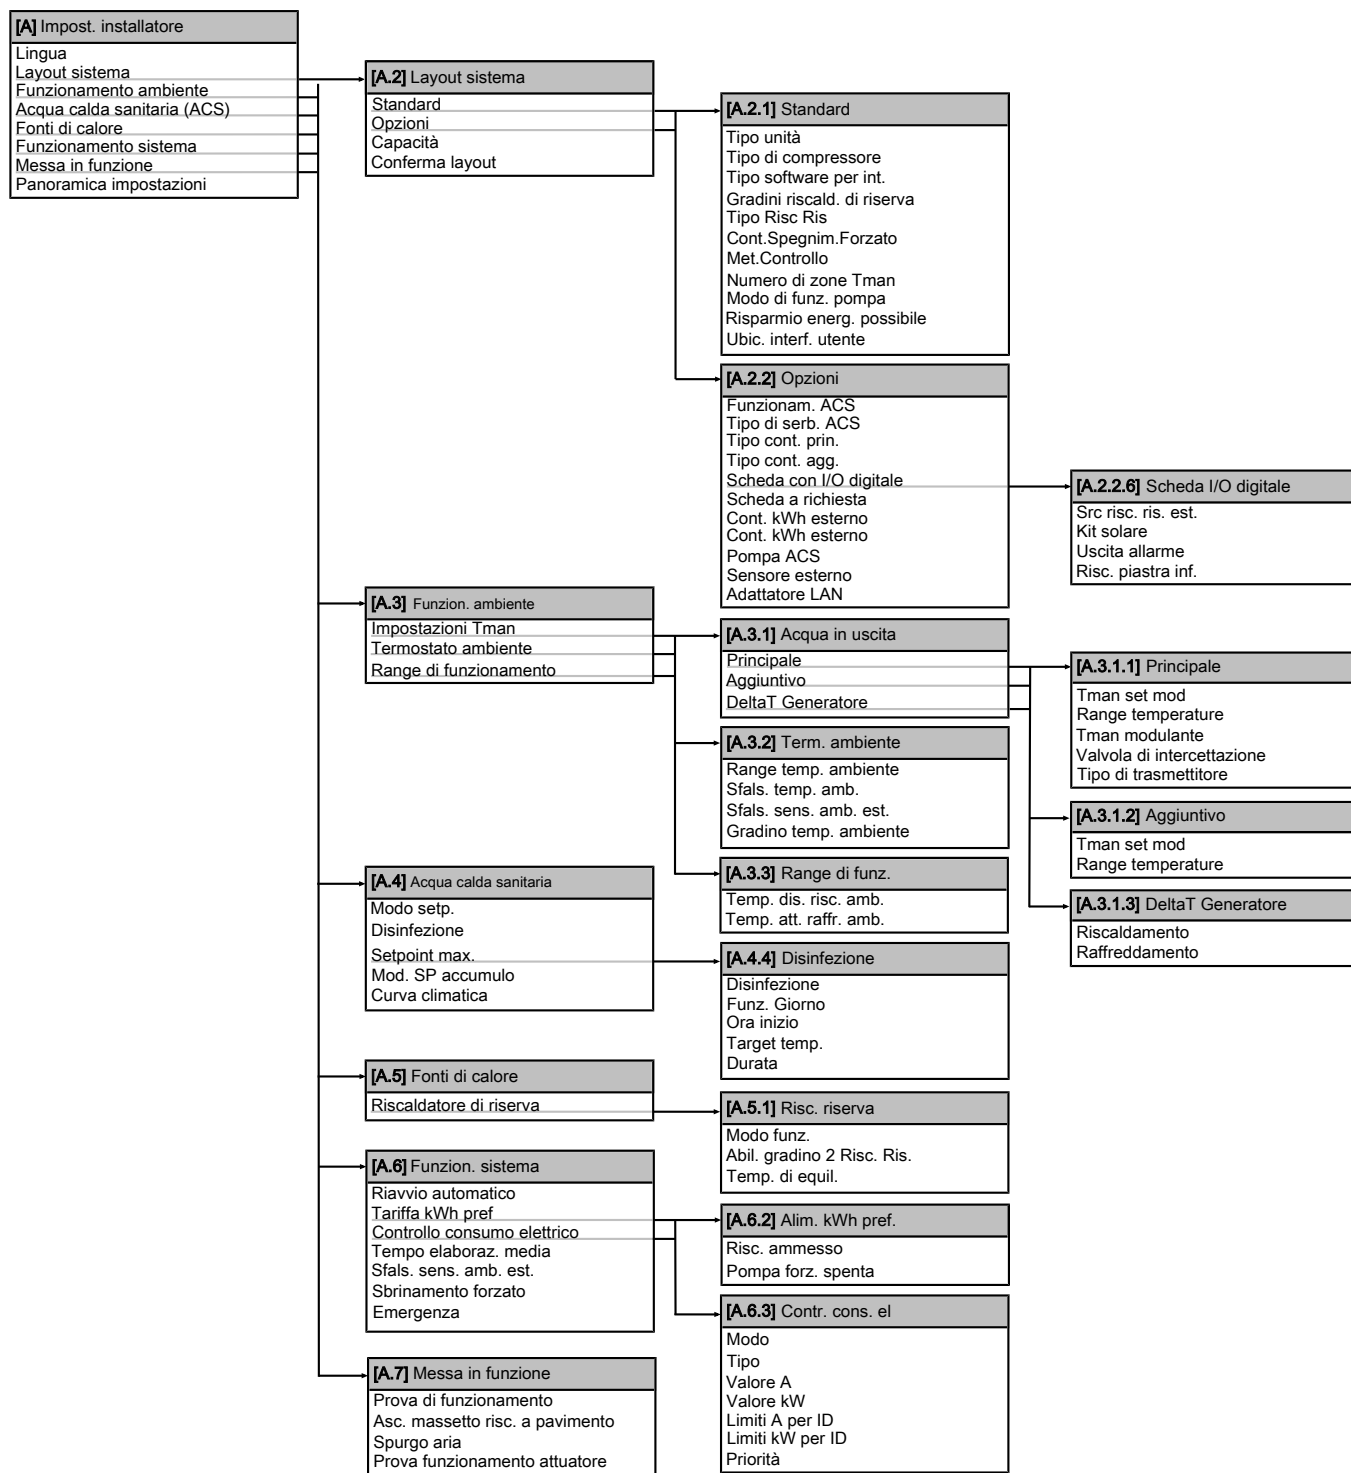 [A] Impost. installatore
Lingua
Layout sistema
Funzionamento ambiente
Acqua calda sanitaria (ACS)
Fonti di calore
Funzionamento sistema
Messa in funzione
Panoramica impostazioni
[A.2] Layout sistema
Standard
Opzioni
Capacità
Conferma layout
[A.2.1] Standard
Tipo unità
Tipo di compressore
Tipo software per int.
Gradini riscald. di riserva
Tipo Risc Ris
Cont.Spegnim.Forzato
Met.Controllo
Numero di zone Tman
Modo di funz. pompa
Risparmio energ. possibile
Ubic. interf. utente
[A.2.2] Opzioni
Funzionam. ACS
Tipo di serb. ACS
Tipo cont. prin.
Tipo cont. agg.
Scheda con I/O digitale
Scheda a richiesta
Cont. kWh esterno
Cont. kWh esterno
Pompa ACS
Sensore esterno
Adattatore LAN
[A.2.2.6] Scheda I/O digitale
Src risc. ris. est.
Kit solare
Uscita allarme
Risc. piastra inf.
[A.3] Funzion. ambiente
Impostazioni Tman
Termostato ambiente
Range di funzionamento
[A.3.1] Acqua in uscita
Principale
Aggiuntivo
DeltaT Generatore
[A.3.1.1] Principale
Tman set mod
Range temperature
Tman modulante
Valvola di intercettazione
Tipo di trasmettitore
[A.3.1.2] Aggiuntivo
Tman set mod
Range temperature
[A.3.1.3] DeltaT Generatore
Riscaldamento
Raffreddamento
[A.3.2] Term. ambiente
Range temp. ambiente
Sfals. temp. amb.
Sfals. sens. amb. est.
Gradino temp. ambiente
[A.3.3] Range di funz.
Temp. dis. risc. amb.
Temp. att. raffr. amb.
[A.4] Acqua calda sanitaria
Modo setp.
Disinfezione
Setpoint max.
Mod. SP accumulo
Curva climatica
[A.4.4] Disinfezione
Disinfezione
Funz. Giorno
Ora inizio
Target temp.
Durata
[A.5] Fonti di calore
Riscaldatore di riserva
[A.5.1] Risc. riserva
Modo funz.
Abil. gradino 2 Risc. Ris.
Temp. di equil.
[A.6] Funzion. sistema
Riavvio automatico
Tariffa kWh pref
Controllo consumo elettrico
Tempo elaboraz. media
Sfals. sens. amb. est.
Sbrinamento forzato
Emergenza
[A.6.2] Alim. kWh pref.
Risc. ammesso
Pompa forz. spenta
[A.6.3] Contr. cons. el
Modo
Tipo
Valore A
Valore kW
Limiti A per ID
Limiti kW per ID
Priorità
[A.7] Messa in funzione
Prova di funzionamento
Asc. massetto risc. a pavimento
Spurgo aria
Prova funzionamento attuatore